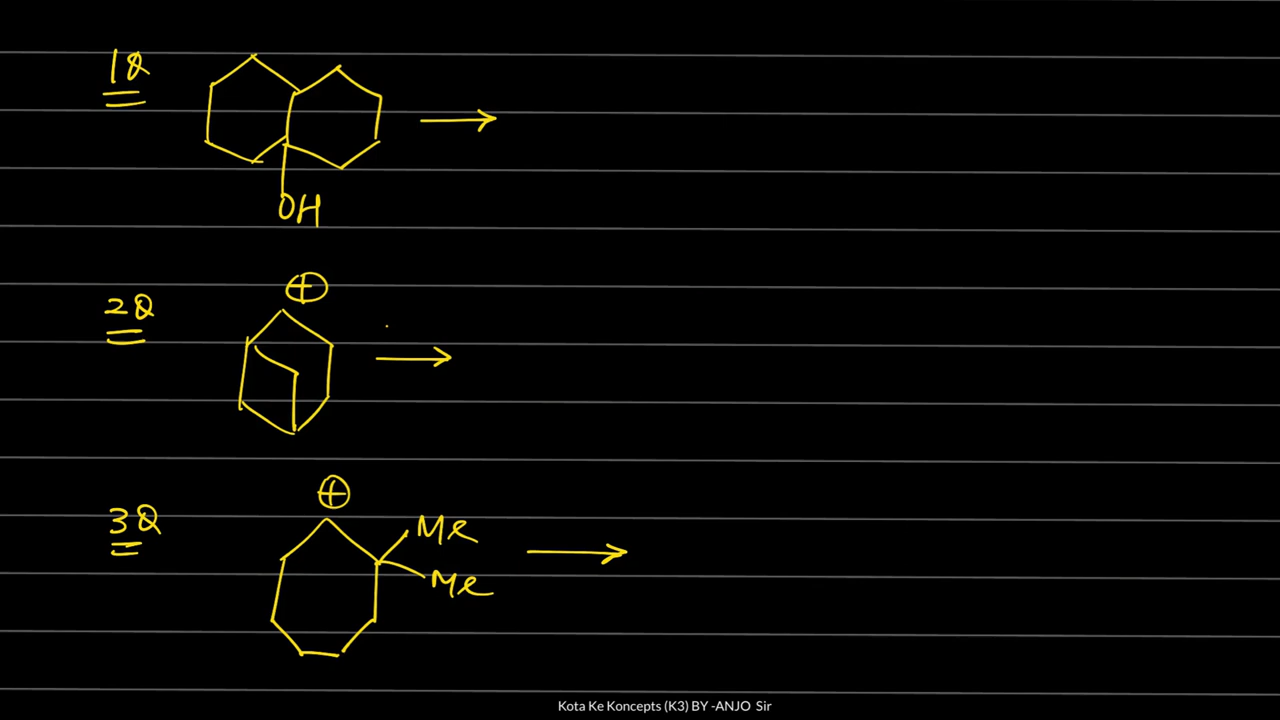 1Q
OH
⊕
2Q
⊕
3Q
Me
Me
Kota Ke Koncepts (K3) BY -ANJO Sir